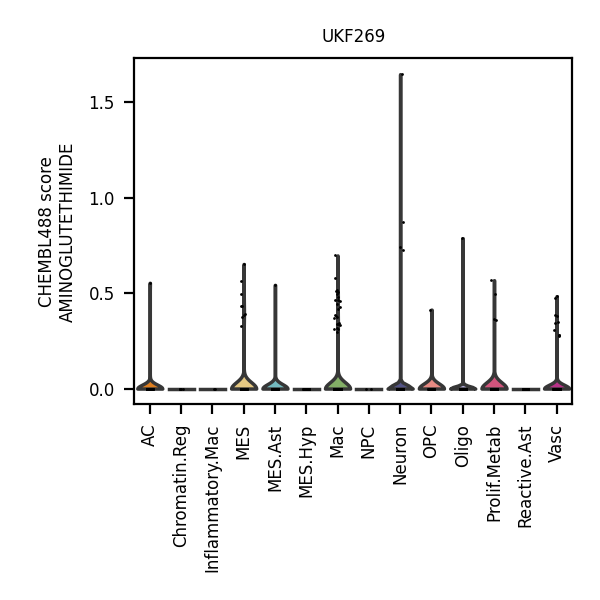 UKF269
CHEMBL488 score
AMINOGLUTETHIMIDE
1.5
1.0
0.5
0.0
AC
Chromatin.Reg
Inflammatory.Mac
MES
MES.Ast
MES.Hyp
Mac
NPC
Neuron
OPC
Oligo
Prolif.Metab
Reactive.Ast
Vasc